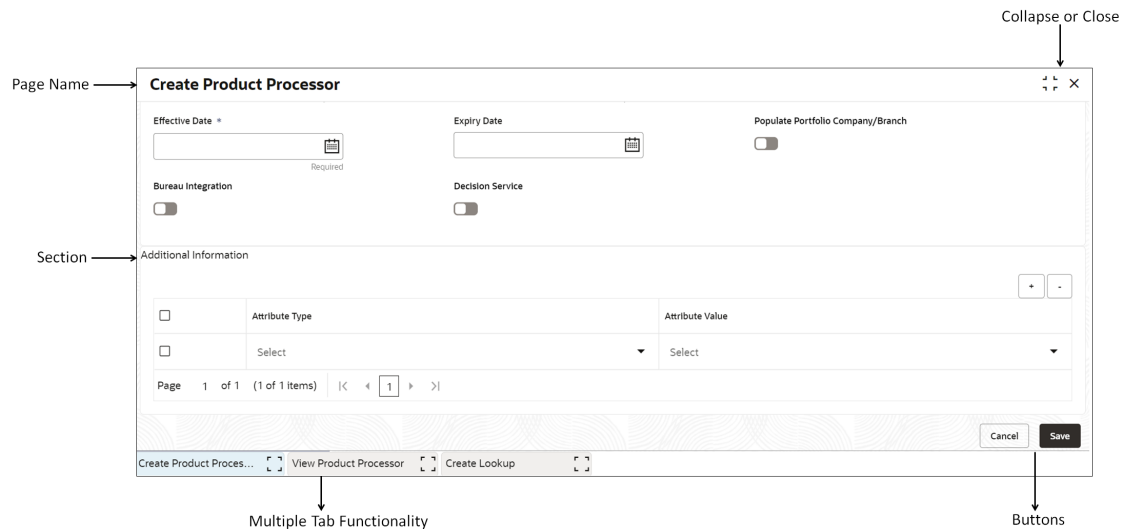 Collapse or Close
Page Name
Create Product Processor
Effective Date *
Expiry Date
Populate Portfolio Company/Branch
Required
Bureau Integration
Decision Service
Section
Additional Information
+ -
Attribute Type Attribute Value
Select Select
Page 1 of 1 (1 of 1 items) 1
Cancel Save
Create Product Proces... View Product Processor Create Lookup
Multiple Tab Functionality
Buttons